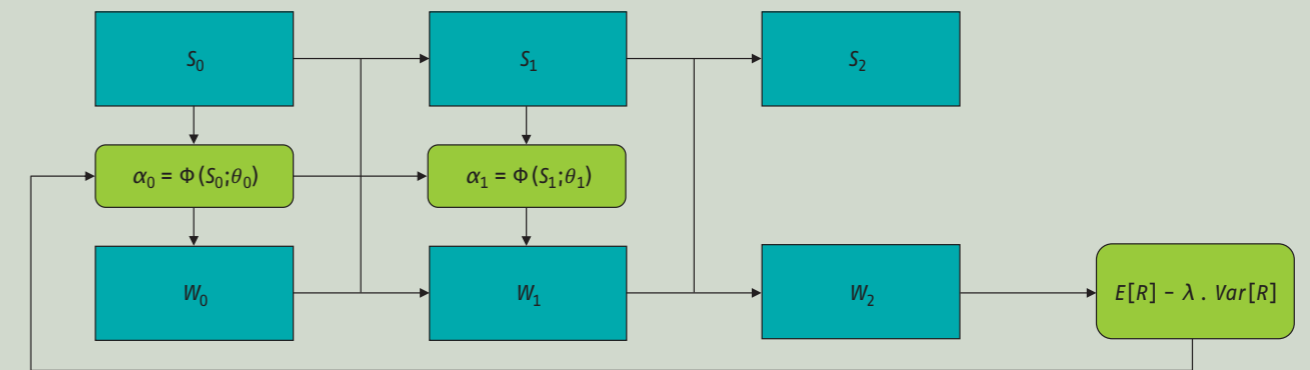 S₀
S₁
S₂
α₀ = Φ(S₀;θ₀)
α₁ = Φ(S₁;θ₁)
W₀
W₁
W₂
E[R] – λ . Var[R]